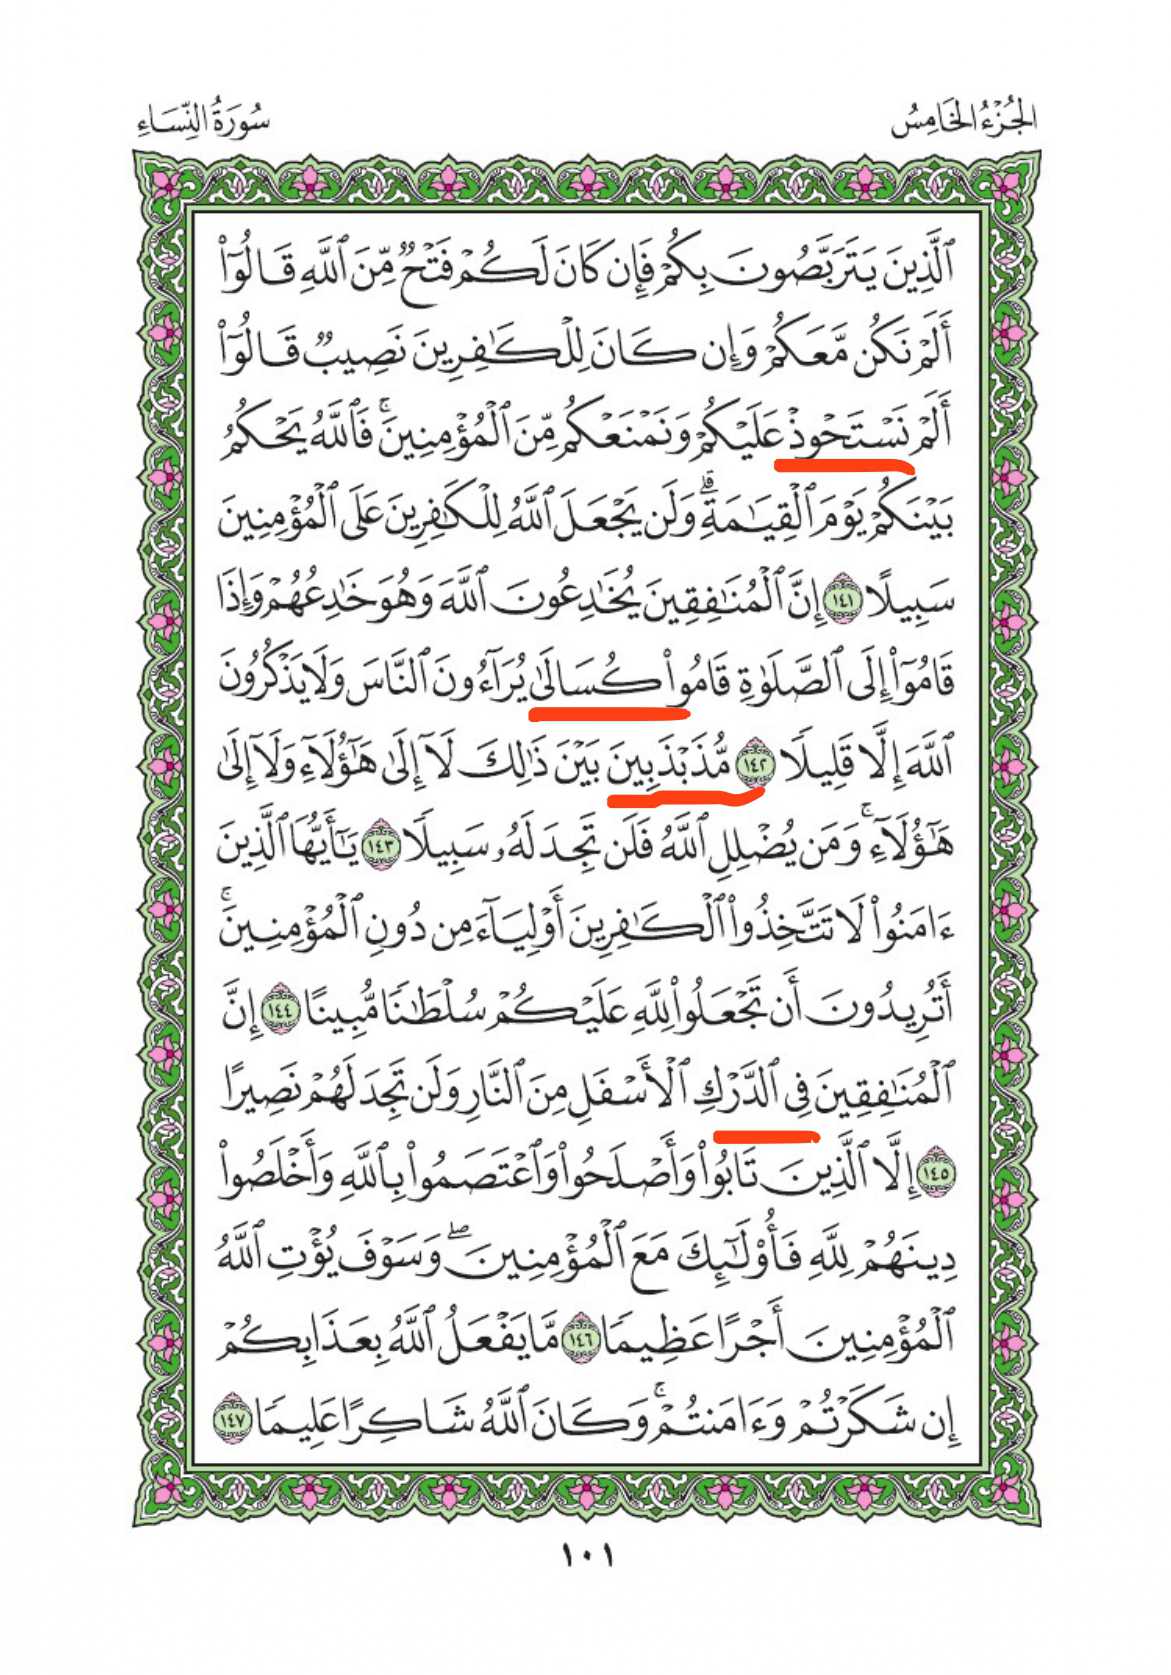 الجُزْءُ الخَامِسُ
سُورَةُ النِّسَاءِ
ٱلَّذِينَ يَتَرَبَّصُونَ بِكُمْ فَإِن كَانَ لَكُمْ فَتْحٌ مِّنَ ٱللَّهِ قَالُوٓا۟
أَلَمْ نَكُن مَّعَكُمْ وَإِن كَانَ لِلْكَـٰفِرِينَ نَصِيبٌ قَالُوٓا۟
أَلَمْ نَسْتَحْوِذْ عَلَيْكُمْ وَنَمْنَعْكُم مِّنَ ٱلْمُؤْمِنِينَ ۚ فَٱللَّهُ يَحْكُمُ
بَيْنَكُمْ يَوْمَ ٱلْقِيَـٰمَةِ ۗ وَلَن يَجْعَلَ ٱللَّهُ لِلْكَـٰفِرِينَ عَلَى ٱلْمُؤْمِنِينَ
سَبِيلًا ١٤١ إِنَّ ٱلْمُنَـٰفِقِينَ يُخَـٰدِعُونَ ٱللَّهَ وَهُوَ خَـٰدِعُهُمْ وَإِذَا
قَامُوٓا۟ إِلَى ٱلصَّلَوٰةِ قَامُوا۟ كُسَالَىٰ يُرَآءُونَ ٱلنَّاسَ وَلَا يَذْكُرُونَ
ٱللَّهَ إِلَّا قَلِيلًا ١٤٢ مُّذَبْذَبِينَ بَيْنَ ذَٰلِكَ لَآ إِلَىٰ هَـٰٓؤُلَآءِ وَلَآ إِلَىٰ
هَـٰٓؤُلَآءِ ۚ وَمَن يُضْلِلِ ٱللَّهُ فَلَن تَجِدَ لَهُۥ سَبِيلًا ١٤٣ يَـٰٓأَيُّهَا ٱلَّذِينَ
ءَامَنُوا۟ لَا تَتَّخِذُوا۟ ٱلْكَـٰفِرِينَ أَوْلِيَآءَ مِن دُونِ ٱلْمُؤْمِنِينَ ۚ
أَتُرِيدُونَ أَن تَجْعَلُوا۟ لِلَّهِ عَلَيْكُمْ سُلْطَـٰنًا مُّبِينًا ١٤٤ إِنَّ
ٱلْمُنَـٰفِقِينَ فِى ٱلدَّرْكِ ٱلْأَسْفَلِ مِنَ ٱلنَّارِ وَلَن تَجِدَ لَهُمْ نَصِيرًا
١٤٥ إِلَّا ٱلَّذِينَ تَابُوا۟ وَأَصْلَحُوا۟ وَٱعْتَصَمُوا۟ بِٱللَّهِ وَأَخْلَصُوا۟
دِينَهُمْ لِلَّهِ فَأُو۟لَـٰٓئِكَ مَعَ ٱلْمُؤْمِنِينَ ۖ وَسَوْفَ يُؤْتِ ٱللَّهُ
ٱلْمُؤْمِنِينَ أَجْرًا عَظِيمًا ١٤٦ مَّا يَفْعَلُ ٱللَّهُ بِعَذَابِكُمْ
إِن شَكَرْتُمْ وَءَامَنتُمْ ۚ وَكَانَ ٱللَّهُ شَاكِرًا عَلِيمًا ١٤٧
١٠١